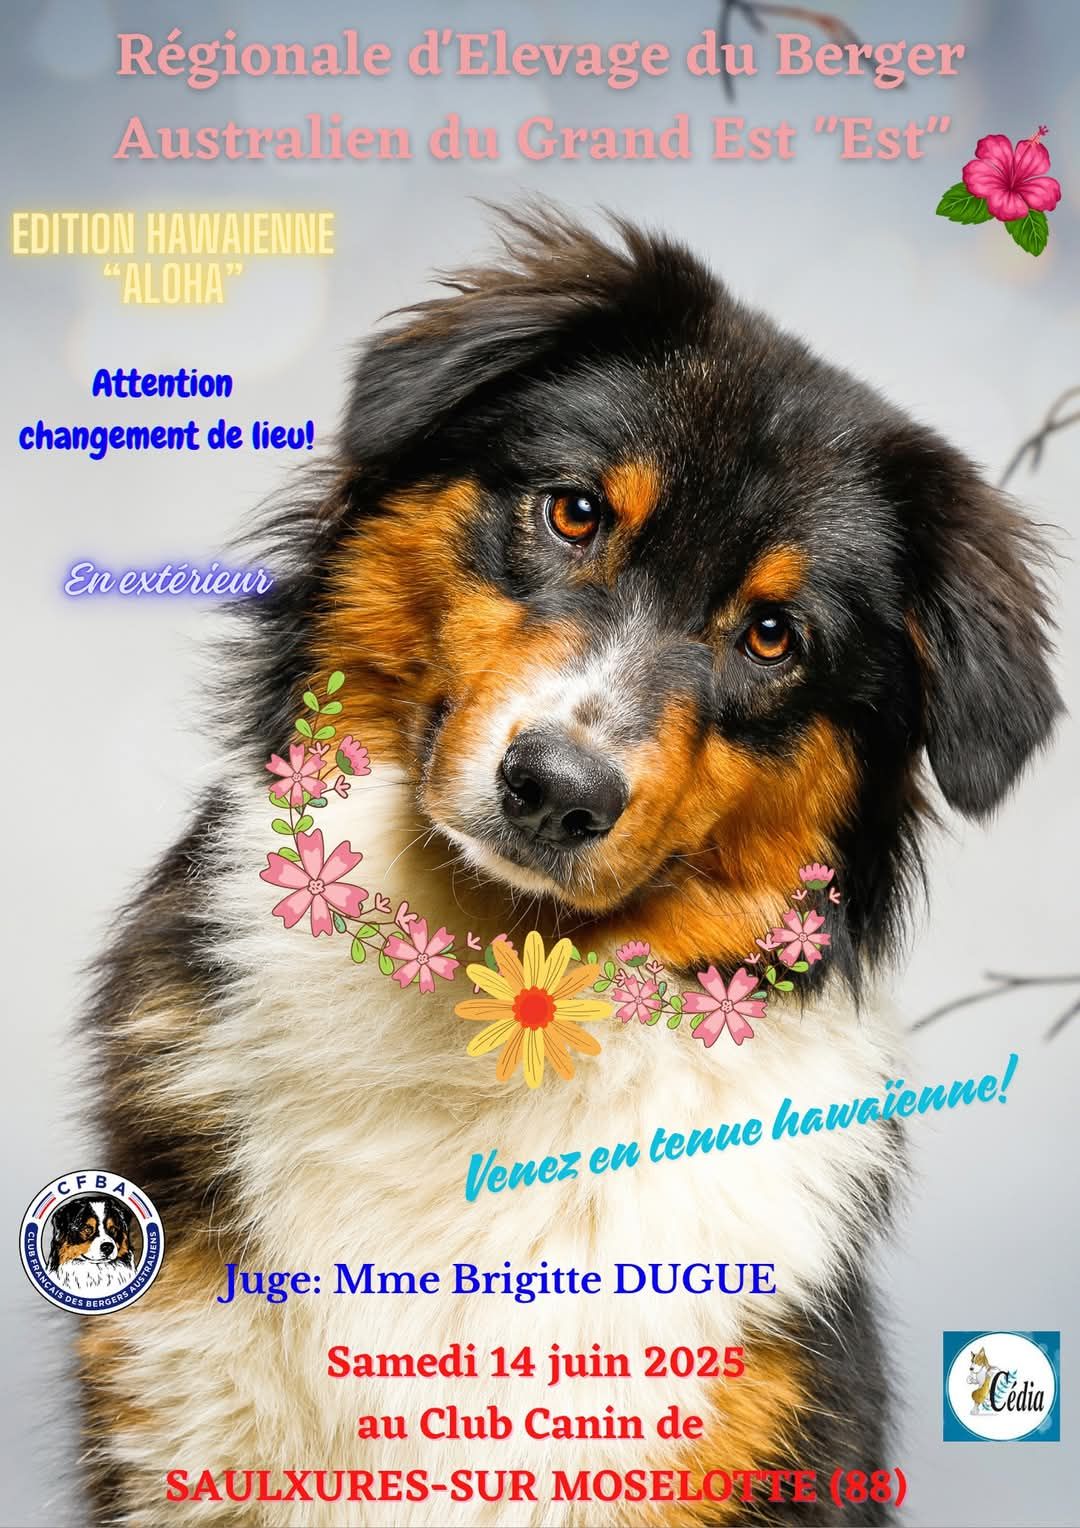 Régionale d'Elevage du Berger
Australien du Grand Est "Est"
EDITION HAWAIENNE
“ALOHA”
Attention
changement de lieu!
En extérieur
Venez en tenue hawaïenne!
CFBA
CLUB FRANÇAIS DES BERGERS AUSTRALIENS
Juge: Mme Brigitte DUGUE
Samedi 14 juin 2025
au Club Canin de
SAULXURES-SUR MOSELOTTE (88)
Cédia